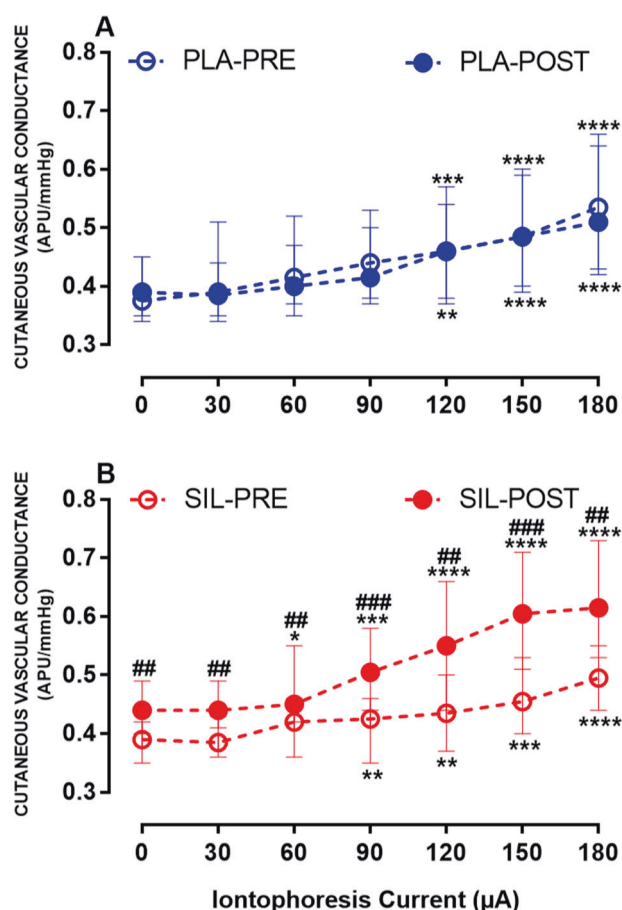 A
PLA-PRE PLA-POST
CUTANEOUS VASCULAR CONDUCTANCE
(APU/mmHg)
0.8
0.7
0.6
0.5
0.4
0.3
**** 
*** ****
** **** ****
0 30 60 90 120 150 180
B
SIL-PRE SIL-POST
CUTANEOUS VASCULAR CONDUCTANCE
(APU/mmHg)
0.8
0.7
0.6
0.5
0.4
0.3
## ## ## ### ## ### ##
* *** **** **** ****
** ** *** ****
0 30 60 90 120 150 180
Iontophoresis Current (µA)